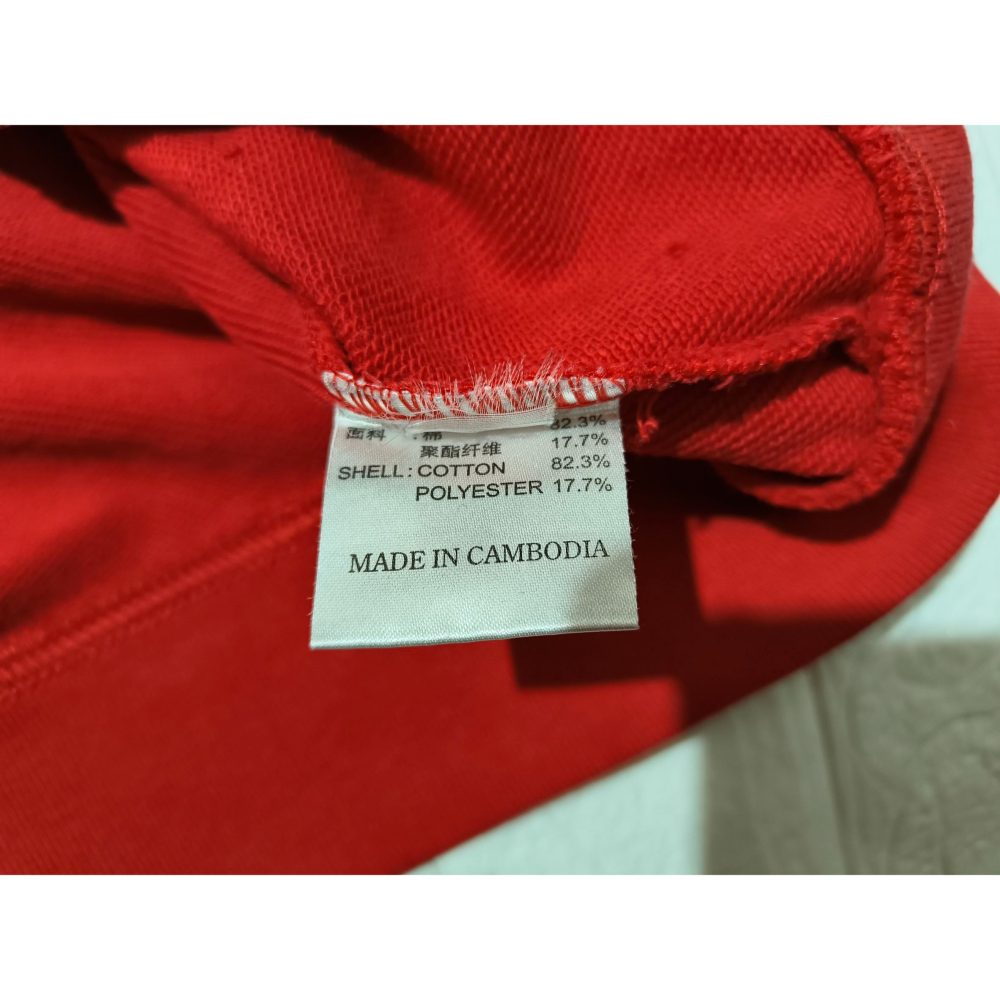 面料 : 棉 82.3%
聚酯纤维 17.7%
SHELL: COTTON 82.3%
POLYESTER 17.7%
MADE IN CAMBODIA